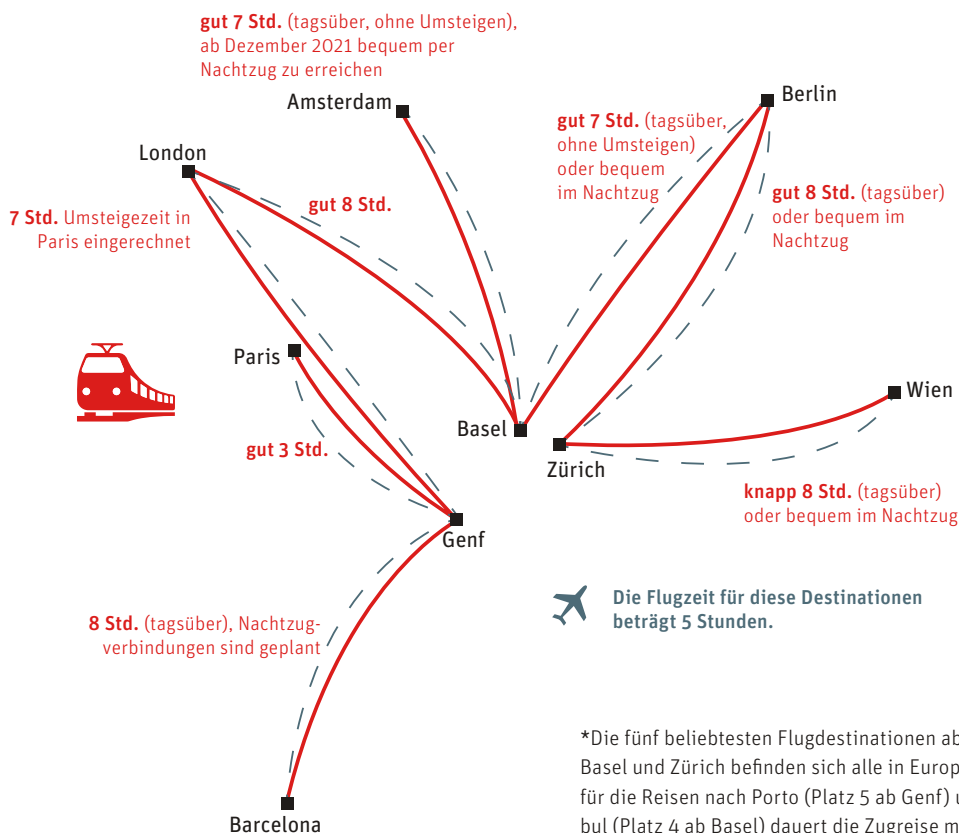 gut 7 Std. (tagsüber, ohne Umsteigen),
ab Dezember 2021 bequem per
Nachtzug zu erreichen
Amsterdam
Berlin
gut 7 Std. (tagsüber,
ohne Umsteigen)
oder bequem
im Nachtzug
London
gut 8 Std.
gut 8 Std. (tagsüber)
oder bequem im
Nachtzug
7 Std. Umsteigezeit in
Paris eingerechnet
Paris
Wien
Basel
Zürich
gut 3 Std.
knapp 8 Std. (tagsüber)
oder bequem im Nachtzug
Genf
Die Flugzeit für diese Destinationen
beträgt 5 Stunden.
8 Std. (tagsüber), Nachtzug-
verbindungen sind geplant
Barcelona
*Die fünf beliebtesten Flugdestinationen ab
Basel und Zürich befinden sich alle in Europ
für die Reisen nach Porto (Platz 5 ab Genf) u
bul (Platz 4 ab Basel) dauert die Zugreise m